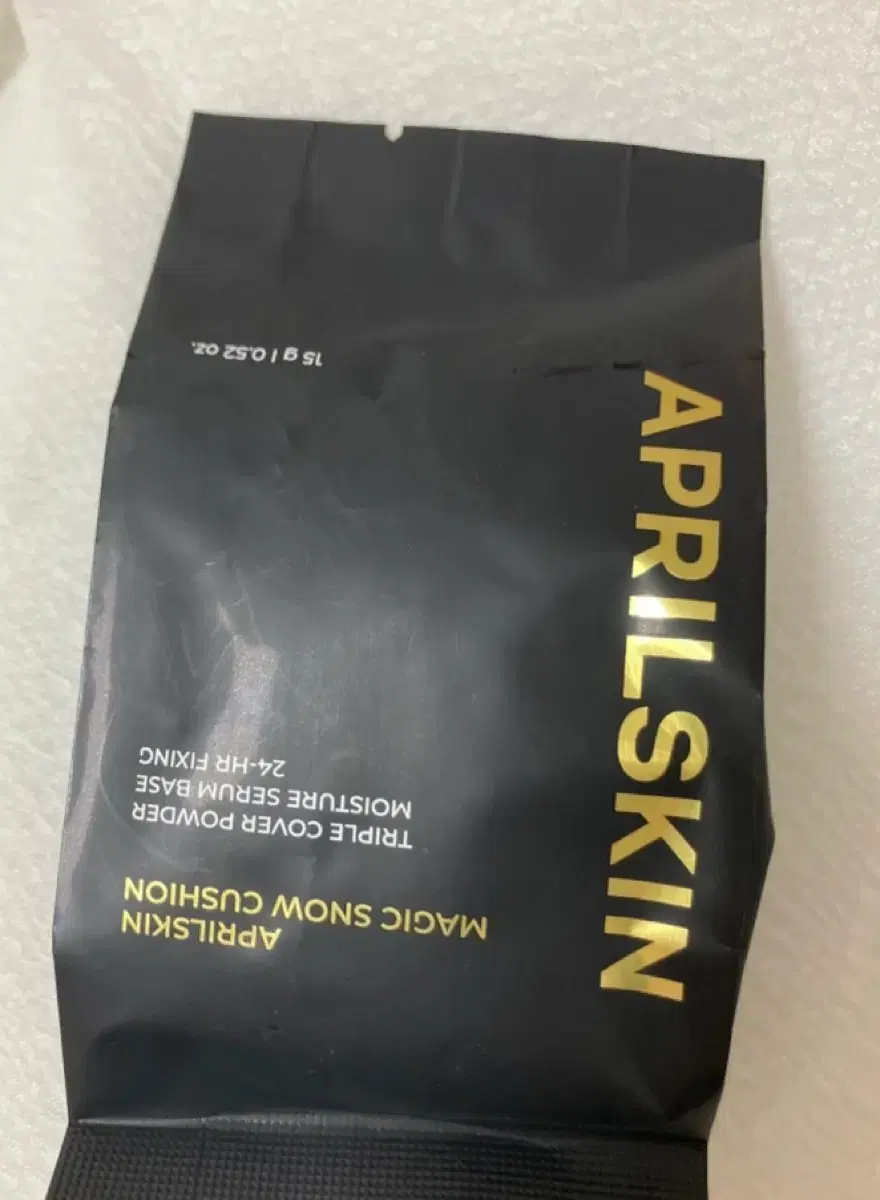 APRILSKIN
APRILSKIN
MAGIC SNOW CUSHION
TRIPLE COVER POWDER
MOISTURE SERUM BASE
24-HR FIXING
15 g / 0.52 oz.